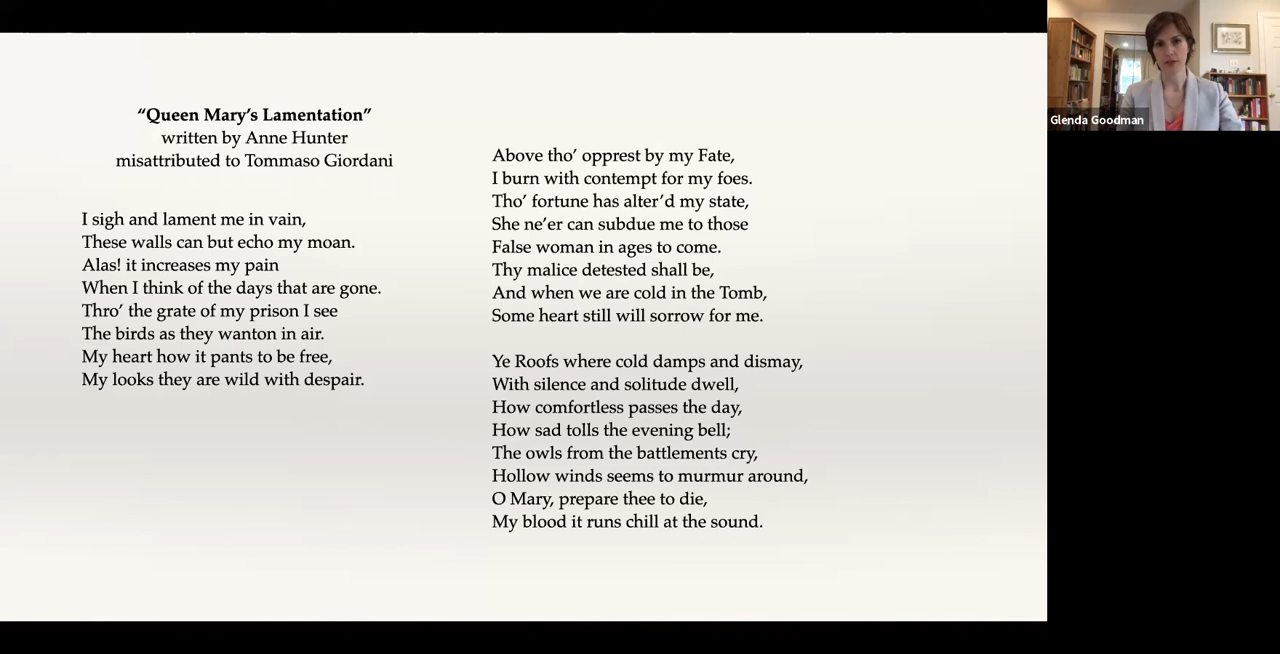 “Queen Mary’s Lamentation”
written by Anne Hunter
misattributed to Tommaso Giordani
I sigh and lament me in vain,
These walls can but echo my moan.
Alas! it increases my pain
When I think of the days that are gone.
Thro’ the grate of my prison I see
The birds as they wanton in air.
My heart how it pants to be free,
My looks they are wild with despair.
Above tho’ opprest by my Fate,
I burn with contempt for my foes.
Tho’ fortune has alter’d my state,
She ne’er can subdue me to those
False woman in ages to come.
Thy malice detested shall be,
And when we are cold in the Tomb,
Some heart still will sorrow for me.
Ye Roofs where cold damps and dismay,
With silence and solitude dwell,
How comfortless passes the day,
How sad tolls the evening bell;
The owls from the battlements cry,
Hollow winds seems to murmur around,
O Mary, prepare thee to die,
My blood it runs chill at the sound.
Glenda Goodman